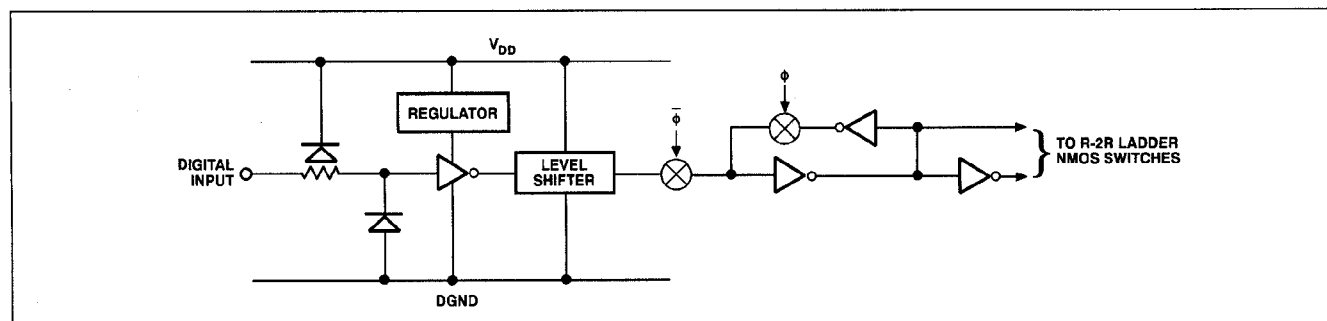 V_DD
REGULATOR
DIGITAL
INPUT
LEVEL
SHIFTER
DGND
φ̅
φ
TO R-2R LADDER
NMOS SWITCHES